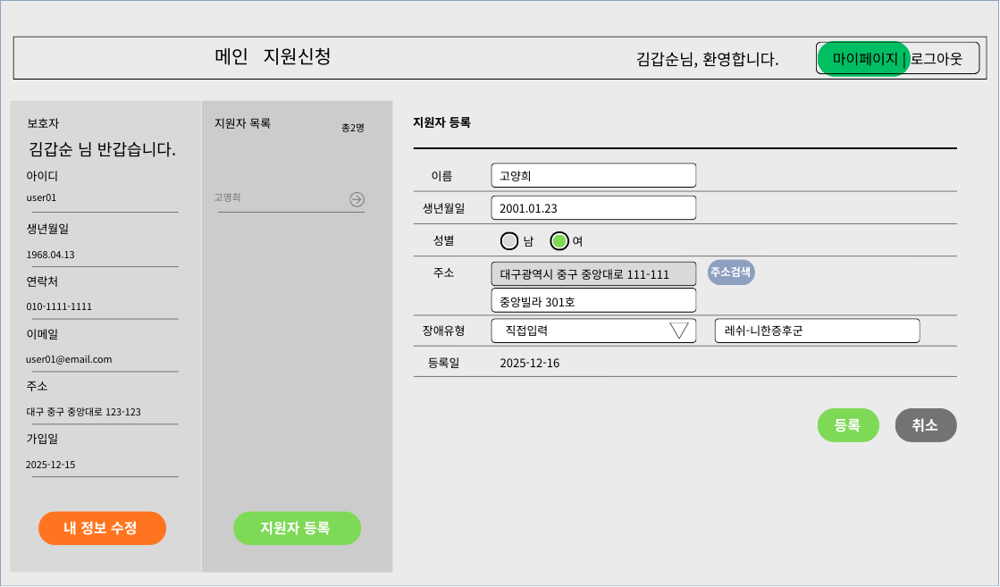 메인 지원신청
김갑순님, 환영합니다.
마이페이지 | 로그아웃
보호자
김갑순 님 반갑습니다.
아이디
user01
생년월일
1968.04.13
연락처
010-1111-1111
이메일
user01@email.com
주소
대구 중구 중앙대로 123-123
가입일
2025-12-15
내 정보 수정
지원자 목록
총2명
고영희
지원자 등록
지원자 등록
이름 고양희
생년월일 2001.01.23
성별 남 여
주소 대구광역시 중구 중앙대로 111-111 주소검색
중앙빌라 301호
장애유형 직접입력 레쉬-니한증후군
등록일 2025-12-16
등록 취소